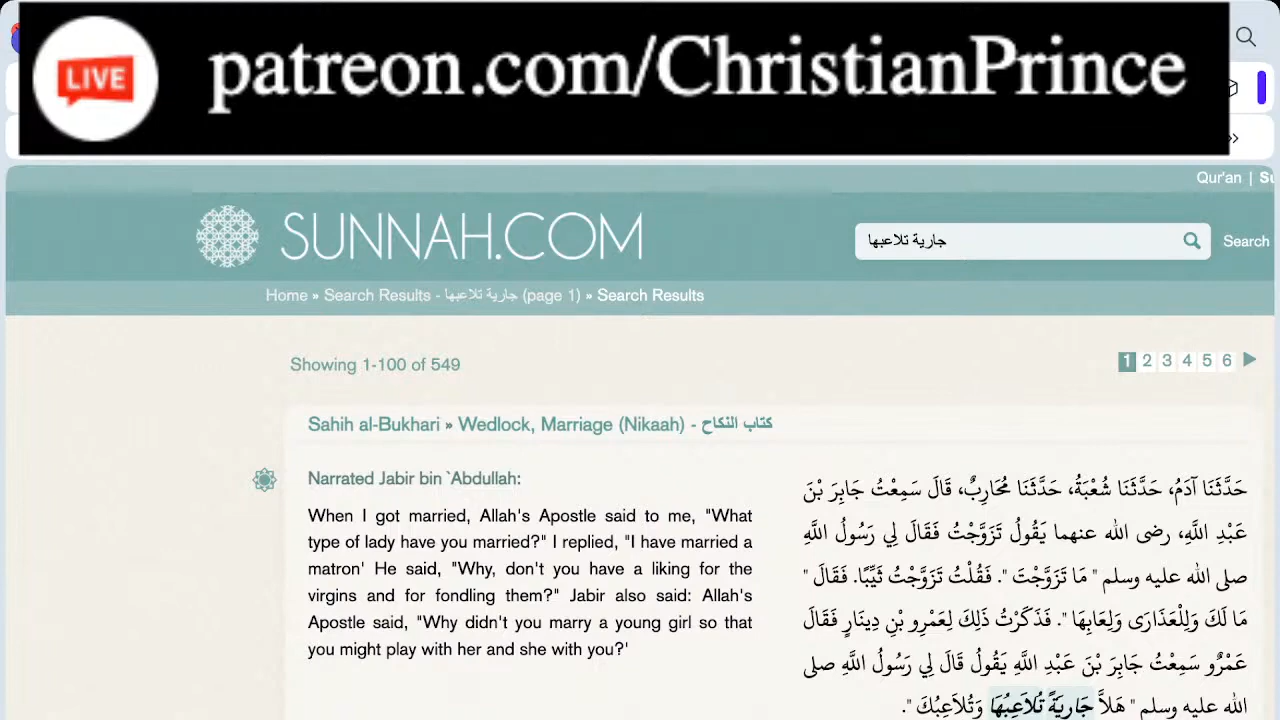 LIVE
patreon.com/ChristianPrince
Qur'an |
SUNNAH.COM
جارية تلاعبها
Search
Home » Search Results - جارية تلاعبها (page 1) » Search Results
Showing 1-100 of 549
1 2 3 4 5 6
Sahih al-Bukhari » Wedlock, Marriage (Nikaah) - كتاب النكاح
Narrated Jabir bin `Abdullah:
When I got married, Allah's Apostle said to me, "What
type of lady have you married?" I replied, "I have married a
matron' He said, "Why, don't you have a liking for the
virgins and for fondling them?" Jabir also said: Allah's
Apostle said, "Why didn't you marry a young girl so that
you might play with her and she with you?'
حَدَّثَنَا آدَمُ، حَدَّثَنَا شُعْبَةُ، حَدَّثَنَا مُحَارِبٌ، قَالَ سَمِعْتُ جَابِرَ بْنَ
عَبْدِ اللَّهِ، رضى الله عنهما يَقُولُ تَزَوَّجْتُ فَقَالَ لِي رَسُولُ اللَّهِ
صلى الله عليه وسلم " مَا تَزَوَّجْتَ ". فَقُلْتُ تَزَوَّجْتُ ثَيِّبًا. فَقَالَ "
مَا لَكَ وَلِلْعَذَارَى وَلِعَابِهَا ". فَذَكَرْتُ ذَلِكَ لِعَمْرِو بْنِ دِينَارٍ فَقَالَ
عَمْرٌو سَمِعْتُ جَابِرَ بْنَ عَبْدِ اللَّهِ يَقُولُ قَالَ لِي رَسُولُ اللَّهِ صلى
الله عليه وسلم " هَلاَّ جَارِيَةً تُلاَعِبُهَا وَتُلاَعِبُكَ ".